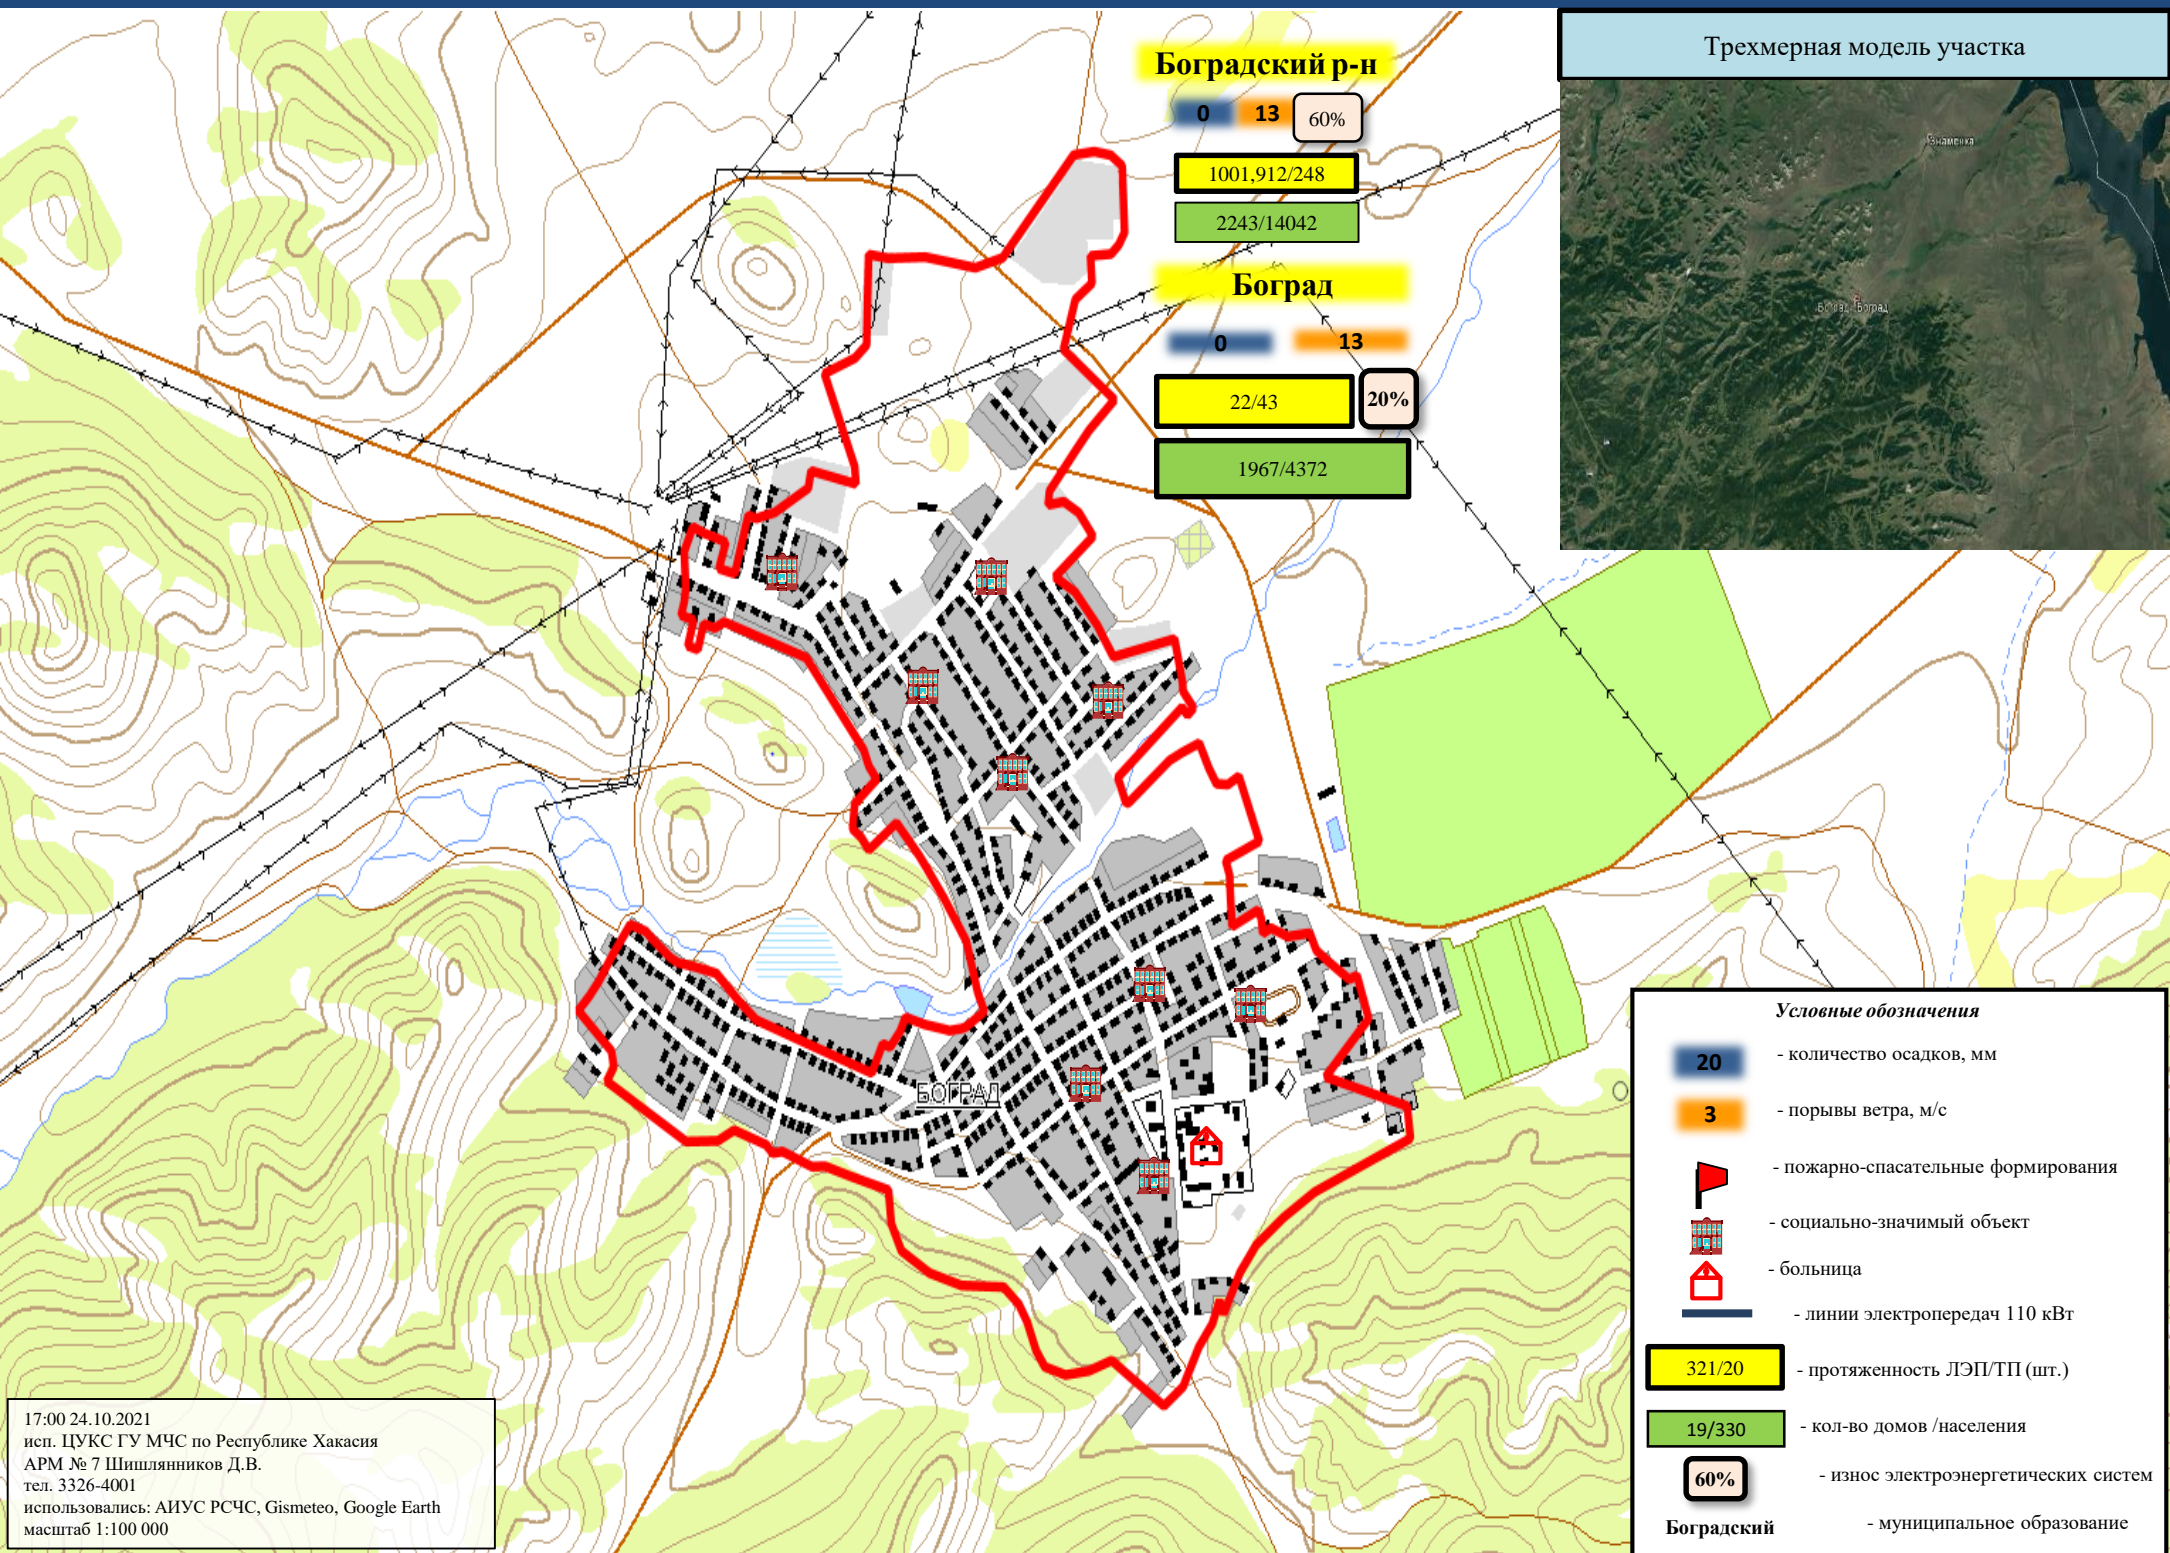 Трехмерная модель участка
Боградский р-н
0 13 60%
1001,912/248
2243/14042
Боград
0 13
22/43 20%
1967/4372
Знаменка
Боград
БОГРАД
Условные обозначения
20 - количество осадков, мм
3 - порывы ветра, м/с
- пожарно-спасательные формирования
- социально-значимый объект
- больница
- линии электропередач 110 кВт
321/20 - протяженность ЛЭП/ТП (шт.)
19/330 - кол-во домов /населения
60% - износ электроэнергетических систем
Боградский - муниципальное образование
17:00 24.10.2021
исп. ЦУКС ГУ МЧС по Республике Хакасия
АРМ № 7 Шишлянников Д.В.
тел. 3326-4001
использовались: АИУС РСЧС, Gismeteo, Google Earth
масштаб 1:100 000